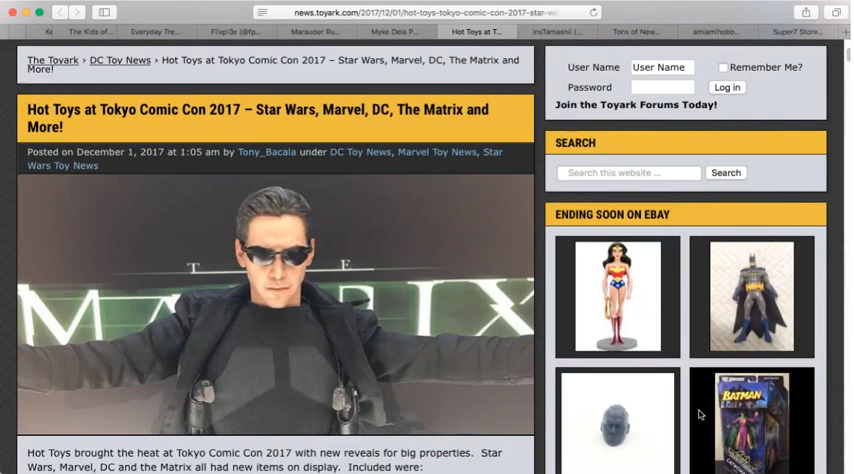 news.toyark.com/2017/12/01/hot-toys-tokyo-comic-con-2017-star-wa
The Kids of...
Everyday Tre...
Flspi3x (@fp...
Marauder Ru...
Myke Dela P...
Hot Toys at T...
InsTamashii (...
Tons of New...
amiamihobb...
Super7 Store...
The Toyark › DC Toy News › Hot Toys at Tokyo Comic Con 2017 – Star Wars, Marvel, DC, The Matrix and
More!
Hot Toys at Tokyo Comic Con 2017 – Star Wars, Marvel, DC, The Matrix and
More!
Posted on December 1, 2017 at 1:05 am by Tony_Bacala under DC Toy News, Marvel Toy News, Star
Wars Toy News
T E
MATRIX
Hot Toys brought the heat at Tokyo Comic Con 2017 with new reveals for big properties. Star
Wars, Marvel, DC and the Matrix all had new items on display. Included were:
User Name User Name Remember Me?
Password Log in
Join the Toyark Forums Today!
SEARCH
Search this website ... Search
ENDING SOON ON EBAY
BATMAN